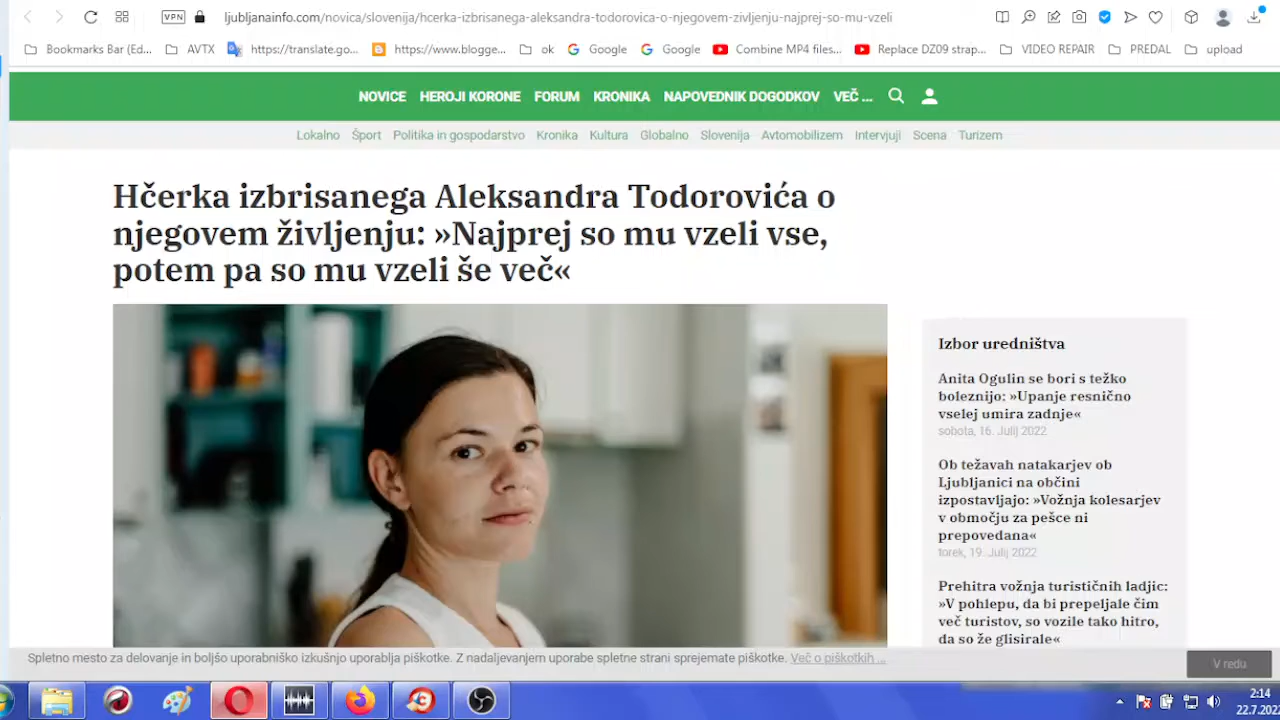 VPN
ljubljanainfo.com/novica/slovenija/hcerka-izbrisanega-aleksandra-todorovica-o-njegovem-zivljenju-najprej-so-mu-vzeli
Bookmarks Bar (Ed... AVTX https://translate.go... https://www.blogge... ok Google Google Combine MP4 files... Replace DZ09 strap... VIDEO REPAIR PREDAL upload
NOVICE HEROJI KORONE FORUM KRONIKA NAPOVEDNIK DOGODKOV VEČ ...
Lokalno Šport Politika in gospodarstvo Kronika Kultura Globalno Slovenija Avtomobilizem Intervjuji Scena Turizem
Hčerka izbrisanega Aleksandra Todorovića o
njegovem življenju: »Najprej so mu vzeli vse,
potem pa so mu vzeli še več«
Izbor uredništva
Anita Ogulin se bori s težko
boleznijo: »Upanje resnično
vselej umira zadnje«
sobota, 16. Julij 2022
Ob težavah natakarjev ob
Ljubljanici na občini
izpostavljajo: »Vožnja kolesarjev
v območju za pešce ni
prepovedana«
torek, 19. Julij 2022
Prehitra vožnja turističnih ladjic:
»V pohlepu, da bi prepeljale čim
več turistov, so vozile tako hitro,
da so že glisirale«
Spletno mesto za delovanje in boljšo uporabniško izkušnjo uporablja piškotke. Z nadaljevanjem uporabe spletne strani sprejemate piškotke. Več o piškotkih ...
V redu
2:14
22.7.202